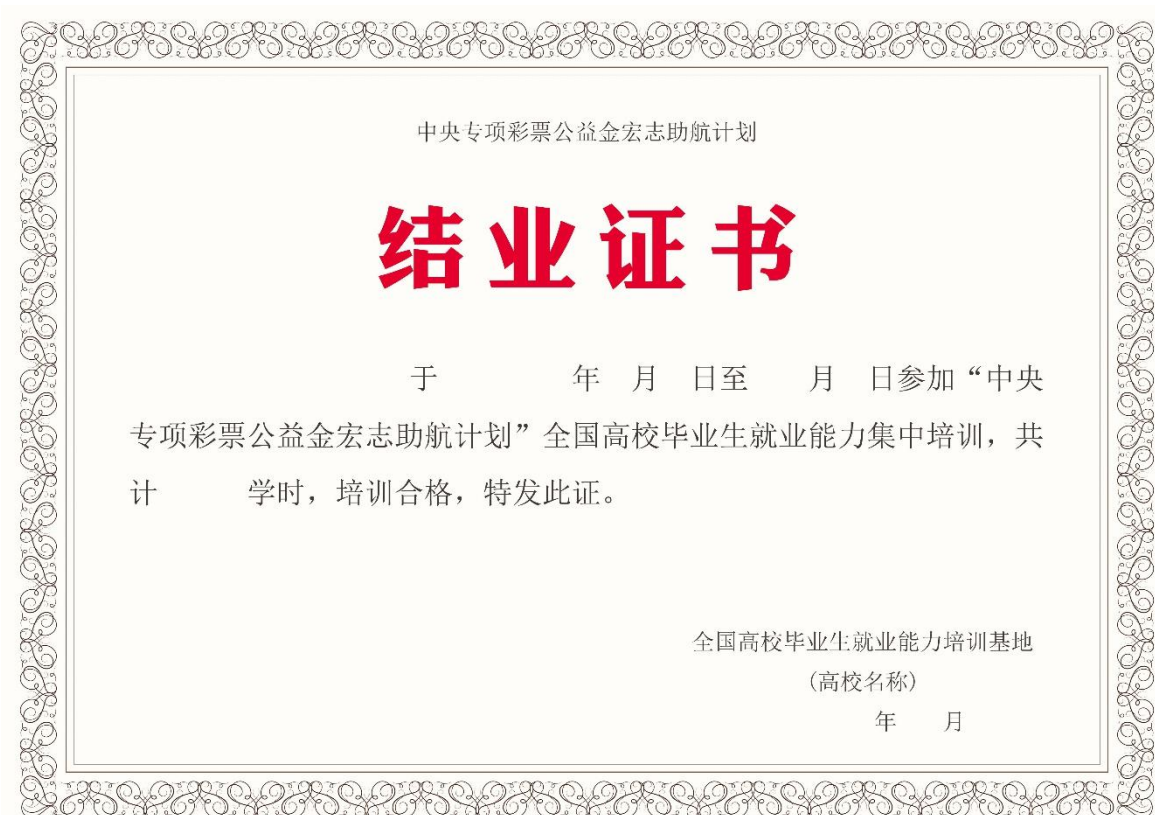 中央专项彩票公益金宏志助航计划
结业证书
于 年 月 日至 月 日参加“中央
专项彩票公益金宏志助航计划”全国高校毕业生就业能力集中培训，共
计 学时，培训合格，特发此证。
全国高校毕业生就业能力培训基地
(高校名称)
年 月